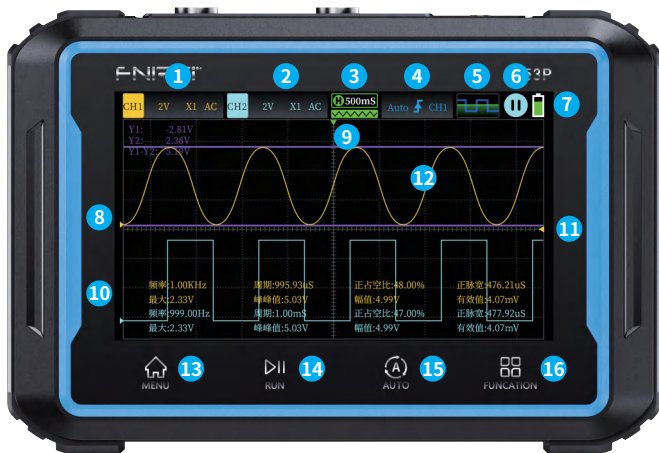 FNIRSI
S3P
1 2 3 4 5 6 7
CH1 2V X1 AC CH2 2V X1 AC H 500mS Auto CH1
9
Y1: -2.81V
Y2: 2.38V
Y1-Y2: 5.19V
12
8 11
10
频率:1.00KHz 周期:995.93uS 正占空比:48.00% 正脉宽:476.21uS
最大:2.33V 峰峰值:5.03V 幅值:4.99V 有效值:4.07mV
频率:999.00Hz 周期:1.00mS 正占空比:47.00% 正脉宽:477.92uS
最大:2.33V 峰峰值:5.03V 幅值:4.99V 有效值:4.07mV
13 14 A 15 16
MENU RUN AUTO FUNCATION